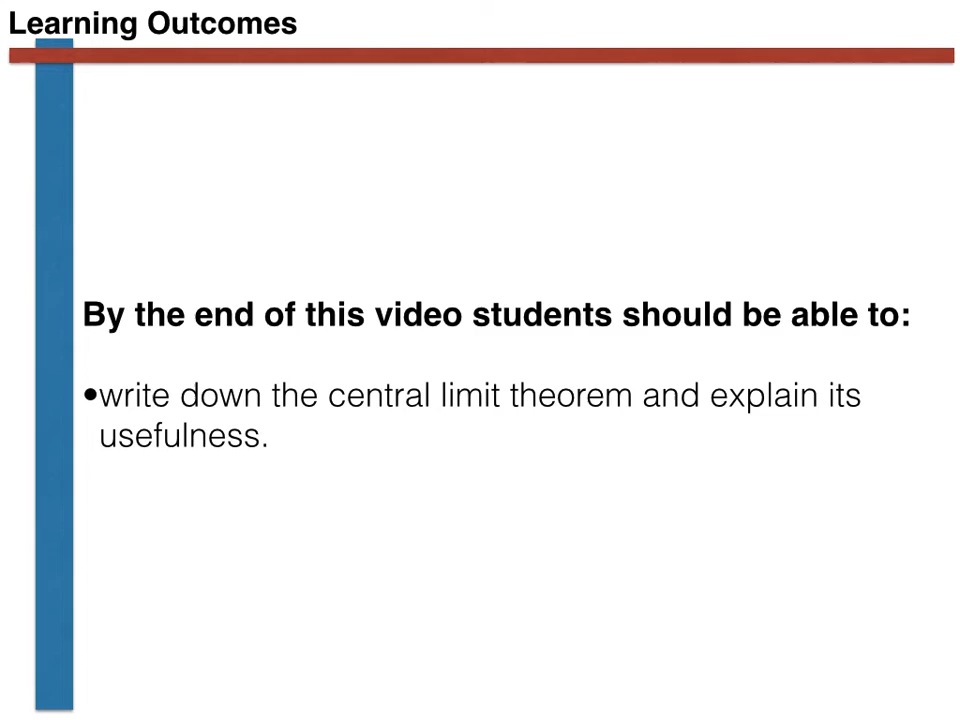 Learning Outcomes
By the end of this video students should be able to:
•write down the central limit theorem and explain its
usefulness.